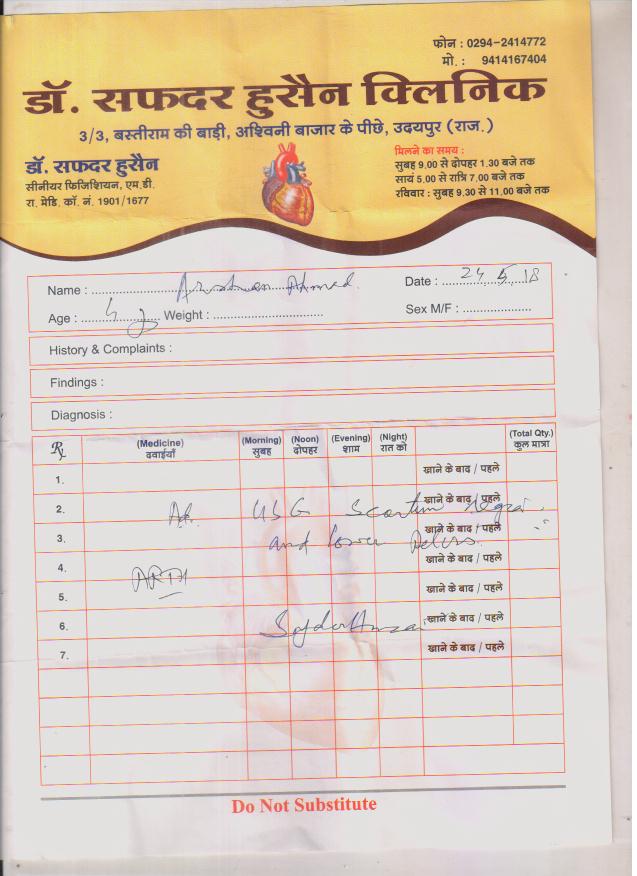 फोन : 0294-2414772
मो. : 9414167404
डॉ. सफदर हुसैन क्लिनिक
3/3, बस्तीराम की बाड़ी, अश्विनी बाजार के पीछे, उदयपुर (राज.)
डॉ. सफदर हुसैन
सीनीयर फिजिशियन, एम.डी.
रा. मेडि. कॉ. नं. 1901/1677
मिलने का समय :
सुबह 9.00 से दोपहर 1.30 बजे तक
सायं 5.00 से रात्रि 7.00 बजे तक
रविवार : सुबह 9.30 से 11.00 बजे तक
Name : Ahmed Date : 24 5 18
Age : Weight : Sex M/F :
History & Complaints :
Findings :
Diagnosis :
Rx (Medicine) (Morning) (Noon) (Evening) (Night) (Total Qty.)
दवाईयाँ सुबह दोपहर शाम रात को कुल मात्रा
1. खाने के बाद / पहले
2. खाने के बाद / पहले
USG
3. खाने के बाद / पहले
and lower
4. खाने के बाद / पहले
5. खाने के बाद / पहले
6. खाने के बाद / पहले
7. खाने के बाद / पहले
Do Not Substitute